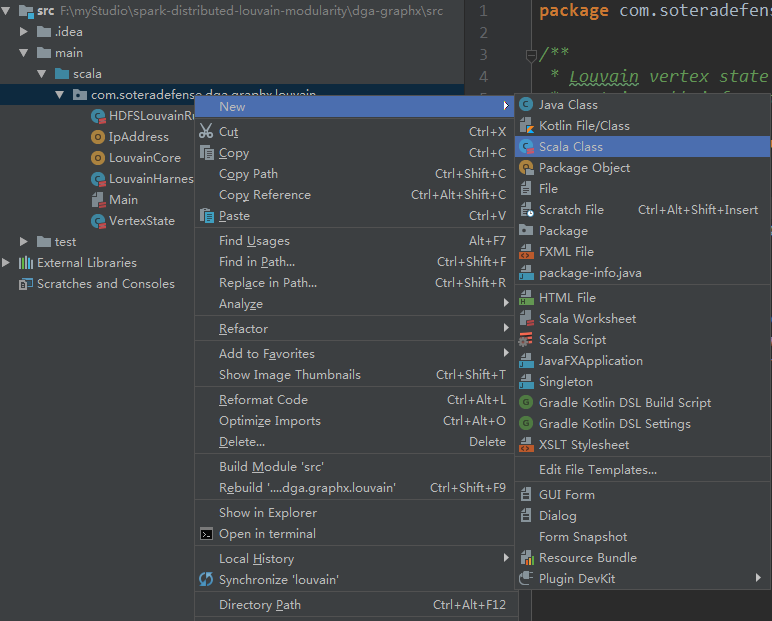 src F:\myStudio\spark-distributed-louvain-modularity\dga-graphx\src
.idea
main
scala
com.soteradefense.dga.graphx.louvain
HDFSLouvainRu
IpAddress
LouvainCore
LouvainHarnes
Main
VertexState
test
External Libraries
Scratches and Consoles
1
2
3
4
package com.soteradefens
/**
* Louvain vertex state
New
Cut Ctrl+X
Copy Ctrl+C
Copy Path Ctrl+Shift+C
Copy Reference Ctrl+Alt+Shift+C
Paste Ctrl+V
Find Usages Alt+F7
Find in Path... Ctrl+Shift+F
Replace in Path... Ctrl+Shift+R
Analyze
Refactor
Add to Favorites
Show Image Thumbnails Ctrl+Shift+T
Reformat Code Ctrl+Alt+L
Optimize Imports Ctrl+Alt+O
Delete... Delete
Build Module 'src'
Rebuild '....dga.graphx.louvain' Ctrl+Shift+F9
Show in Explorer
Open in terminal
Local History
Synchronize 'louvain'
Directory Path Ctrl+Alt+F12
Java Class
Kotlin File/Class
Scala Class
Package Object
File
Scratch File Ctrl+Alt+Shift+Insert
Package
FXML File
package-info.java
HTML File
Scala Worksheet
Scala Script
JavaFXApplication
Singleton
Gradle Kotlin DSL Build Script
Gradle Kotlin DSL Settings
XSLT Stylesheet
Edit File Templates...
GUI Form
Dialog
Form Snapshot
Resource Bundle
Plugin DevKit